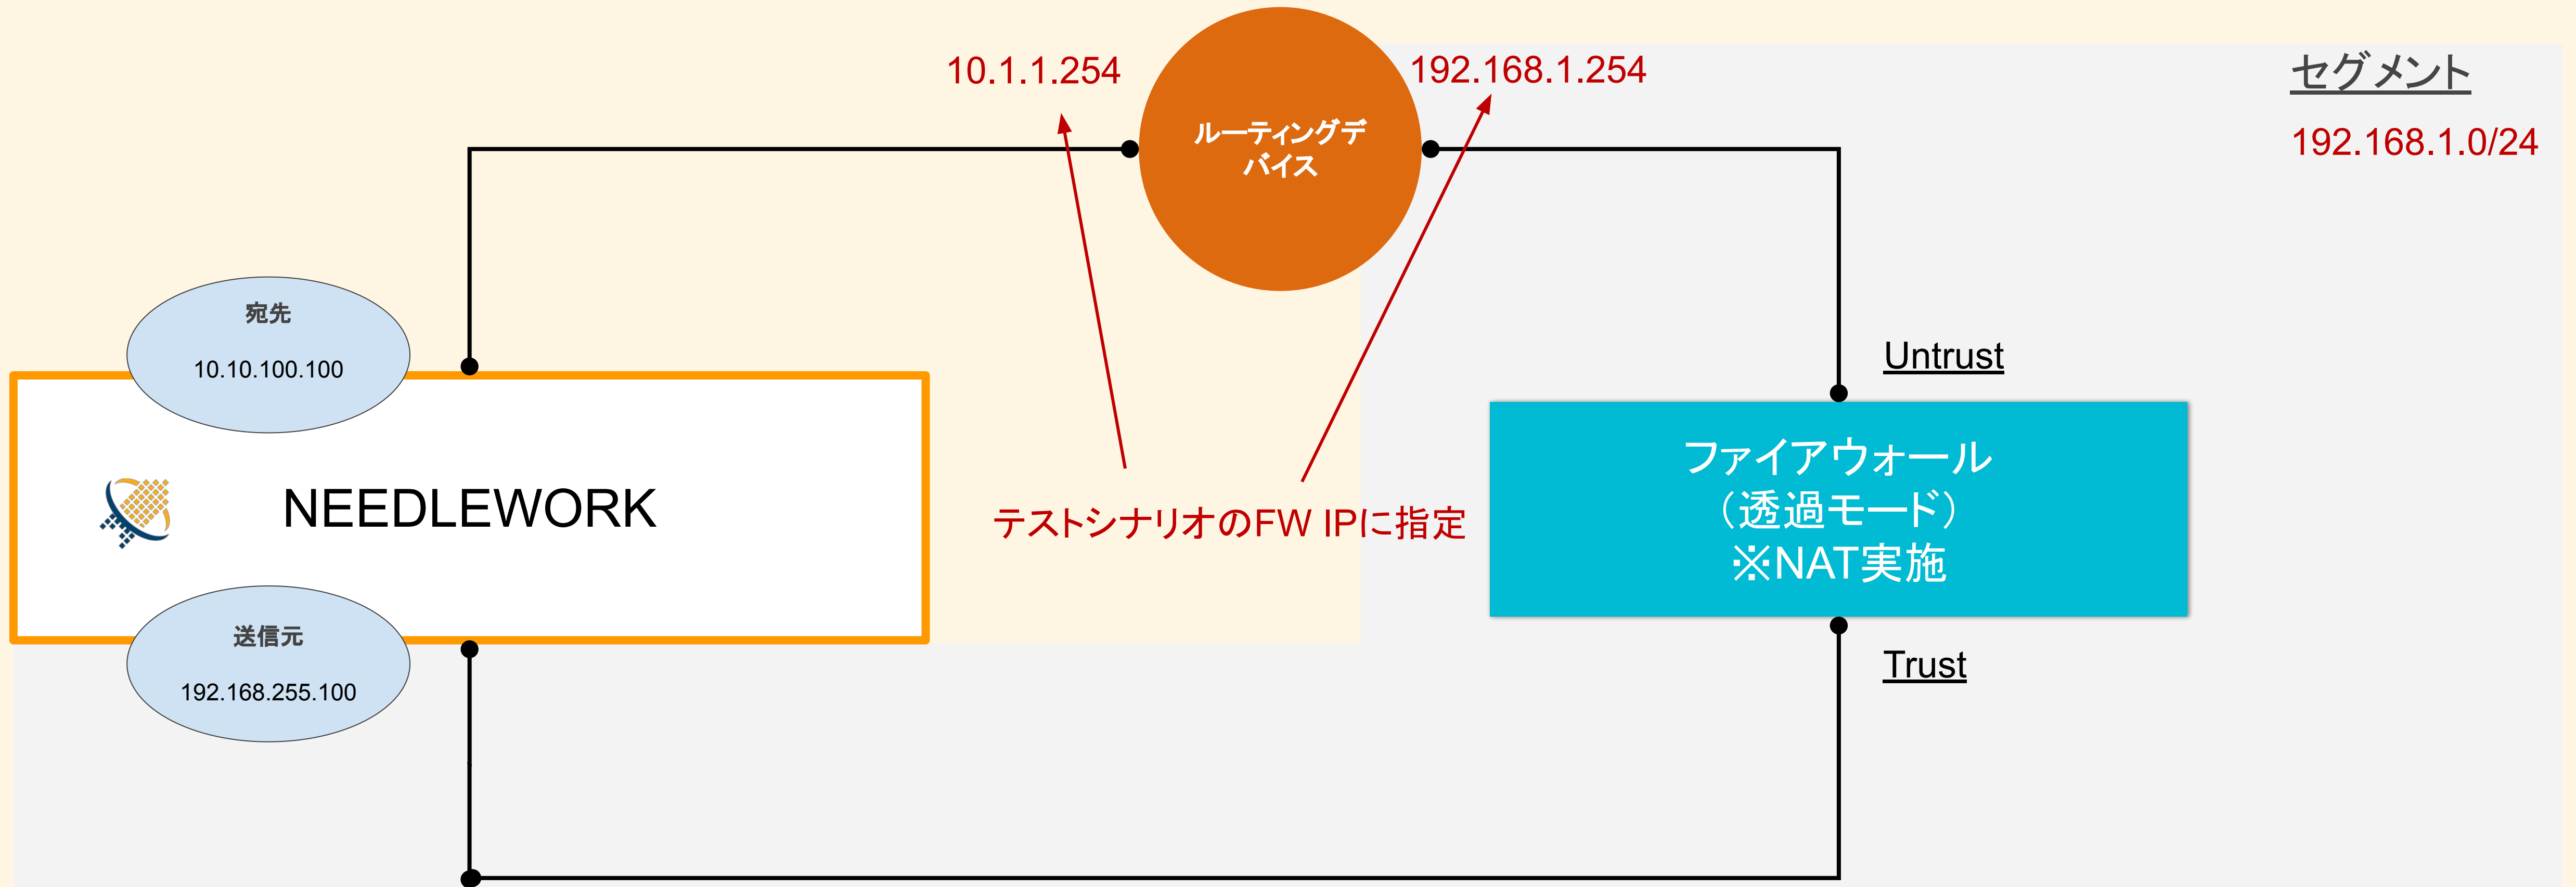 10.1.1.254
192.168.1.254
セグメント
192.168.1.0/24
ルーティングデ
バイス
宛先
10.10.100.100
Untrust
NEEDLEWORK
テストシナリオのFW IPに指定
ファイアウォール
（透過モード）
※NAT実施
送信元
192.168.255.100
Trust